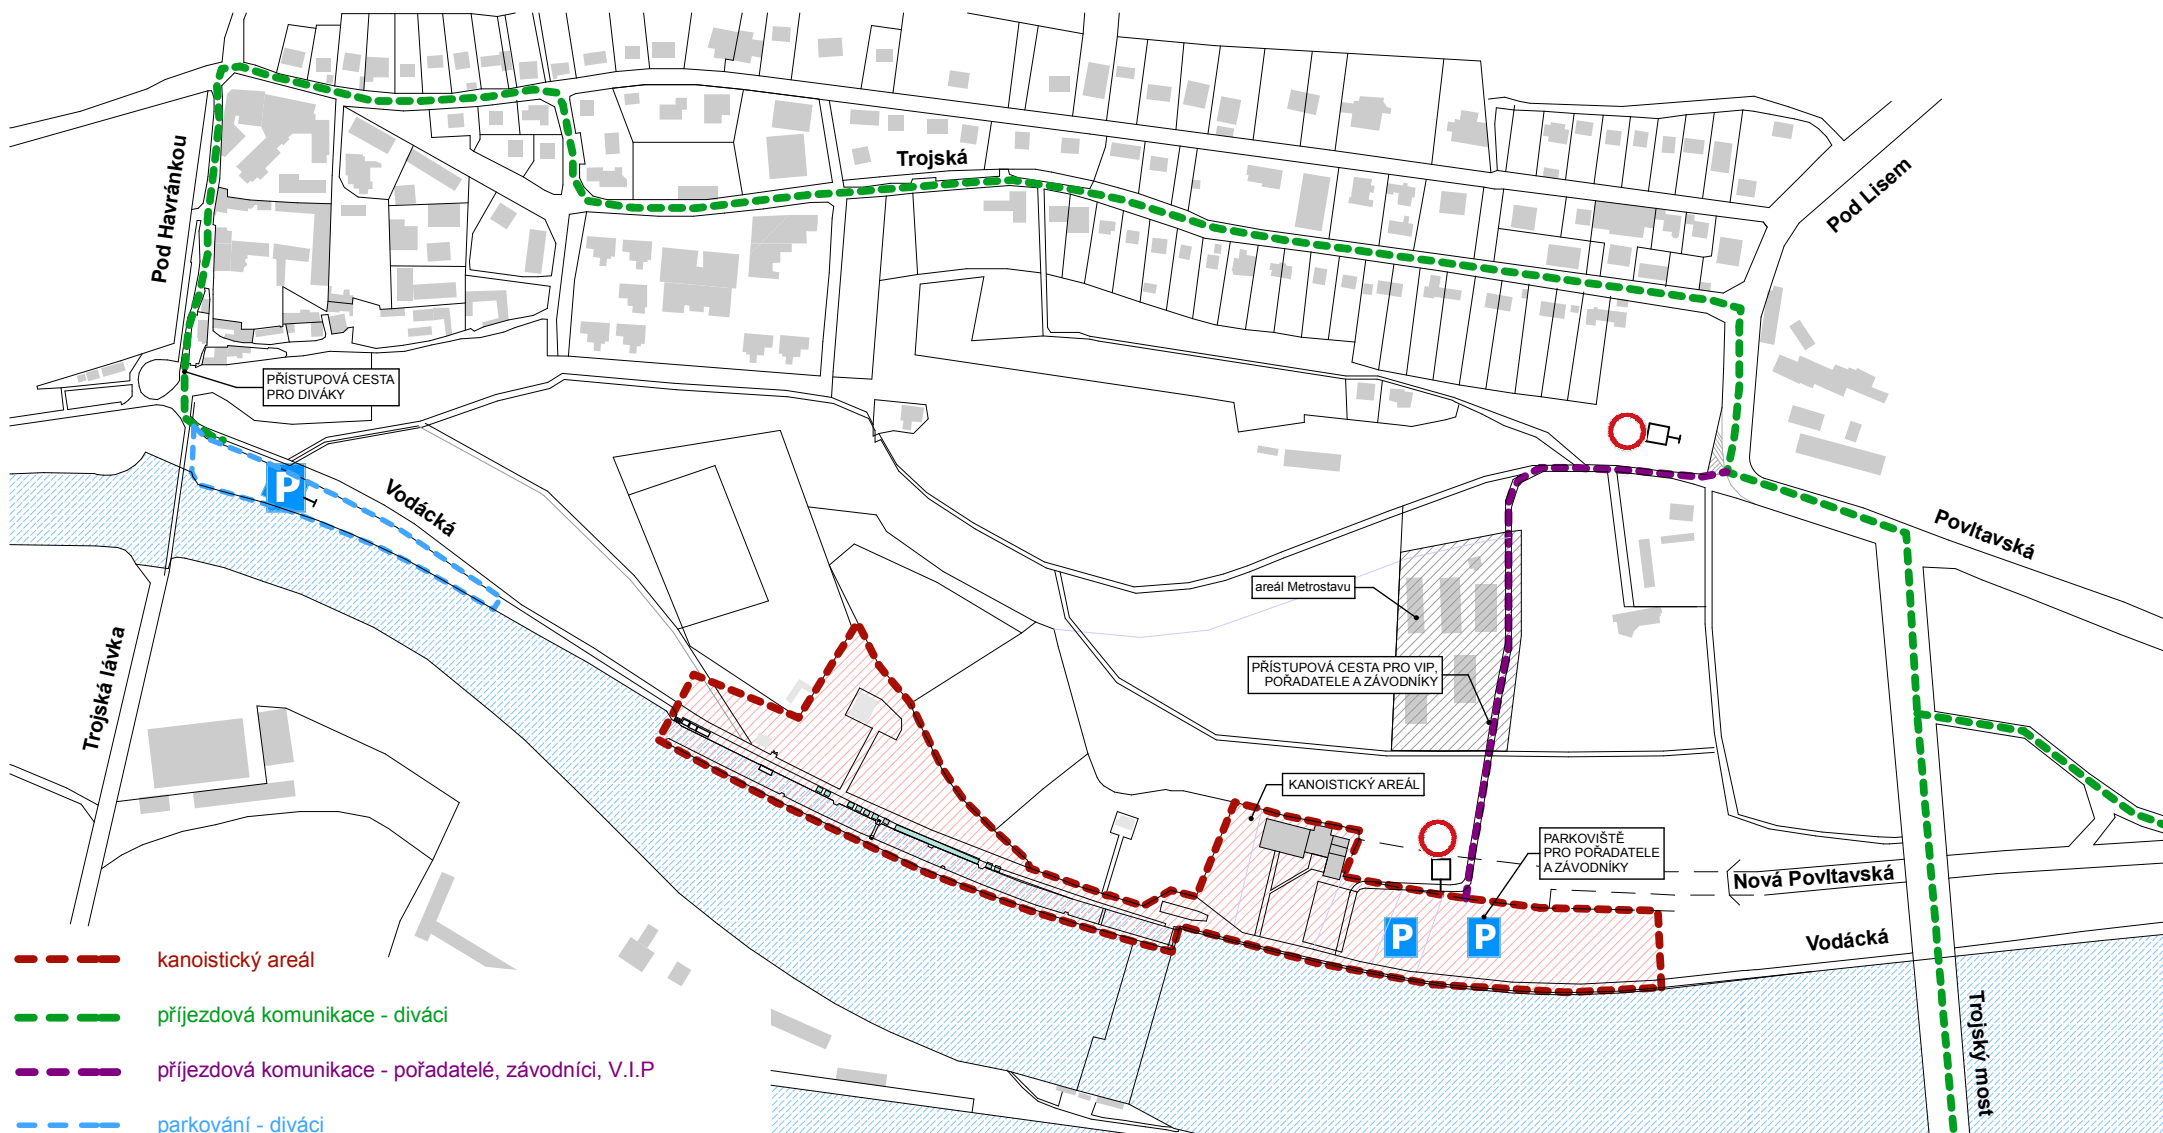 Trojská
Pod Havránkou
Pod Lisem
PŘÍSTUPOVÁ CESTA
PRO DIVÁKY
P
Vodácká
Povltavská
areál Metrostavu
PŘÍSTUPOVÁ CESTA PRO VIP,
POŘADATELE A ZÁVODNÍKY
Trojská lávka
KANOISTICKÝ AREÁL
PARKOVIŠTĚ
PRO POŘADATELE
A ZÁVODNÍKY
Nová Povltavská
P
P
Vodácká
Trojský most
kanoistický areál
příjezdová komunikace - diváci
příjezdová komunikace - pořadatelé, závodníci, V.I.P
parkování - diváci